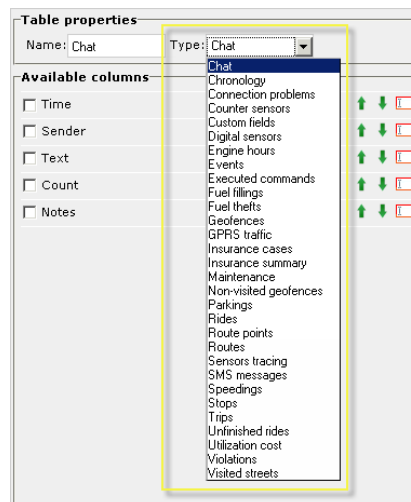 Table properties
Name: Chat Type: Chat
Chat
Chronology
Connection problems
Counter sensors
Custom fields
Digital sensors
Engine hours
Events
Executed commands
Fuel fillings
Fuel thefts
Geofences
GPRS traffic
Insurance cases
Insurance summary
Maintenance
Non-visited geofences
Parkings
Rides
Route points
Routes
Sensors tracing
SMS messages
Speedings
Stops
Trips
Unfinished rides
Utilization cost
Violations
Visited streets
Available columns
Time
Sender
Text
Count
Notes